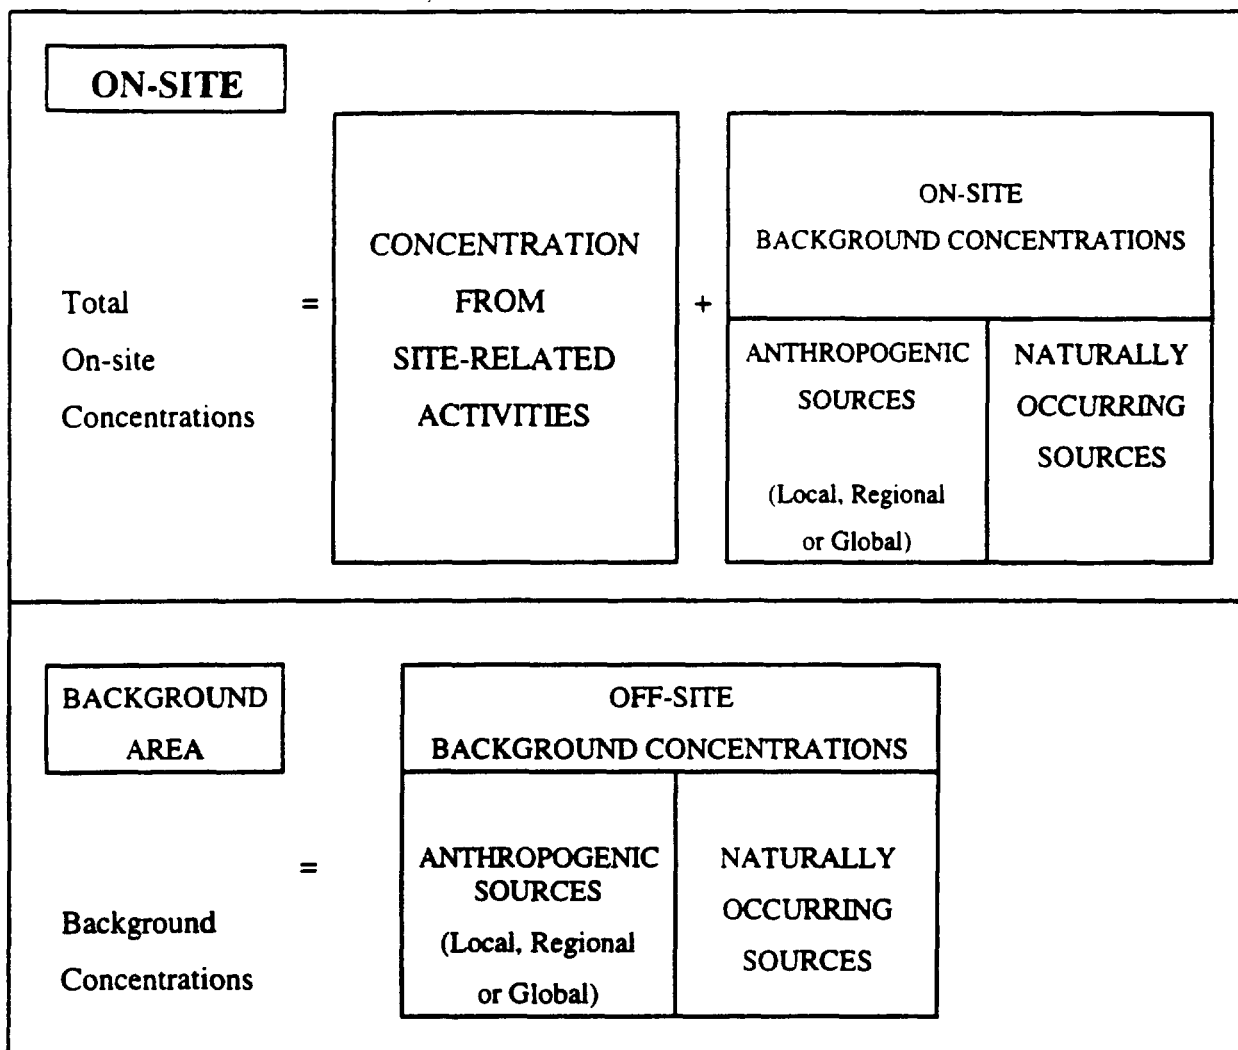 ON-SITE
Total
On-site
Concentrations
=
CONCENTRATION
FROM
SITE-RELATED
ACTIVITIES
+
ON-SITE
BACKGROUND CONCENTRATIONS
ANTHROPOGENIC
SOURCES
(Local, Regional
or Global)
NATURALLY
OCCURRING
SOURCES
BACKGROUND
AREA
Background
Concentrations
=
OFF-SITE
BACKGROUND CONCENTRATIONS
ANTHROPOGENIC
SOURCES
(Local, Regional
or Global)
NATURALLY
OCCURRING
SOURCES